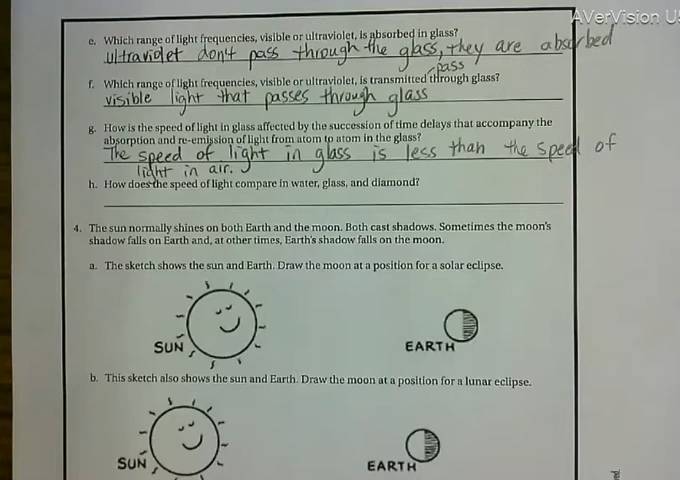 AVerVision U
e. Which range of light frequencies, visible or ultraviolet, is absorbed in glass?
ultraviolet don't pass through the glass, they are absorbed
f. Which range of light frequencies, visible or ultraviolet, is transmitted through glass?
pass
visible light that passes through glass
g. How is the speed of light in glass affected by the succession of time delays that accompany the
absorption and re-emission of light from atom to atom in the glass?
The speed of light in glass is less than the speed of
light in air.
h. How does the speed of light compare in water, glass, and diamond?
4. The sun normally shines on both Earth and the moon. Both cast shadows. Sometimes the moon's
shadow falls on Earth and, at other times, Earth's shadow falls on the moon.
a. The sketch shows the sun and Earth. Draw the moon at a position for a solar eclipse.
SUN
EARTH
b. This sketch also shows the sun and Earth. Draw the moon at a position for a lunar eclipse.
SUN
EARTH